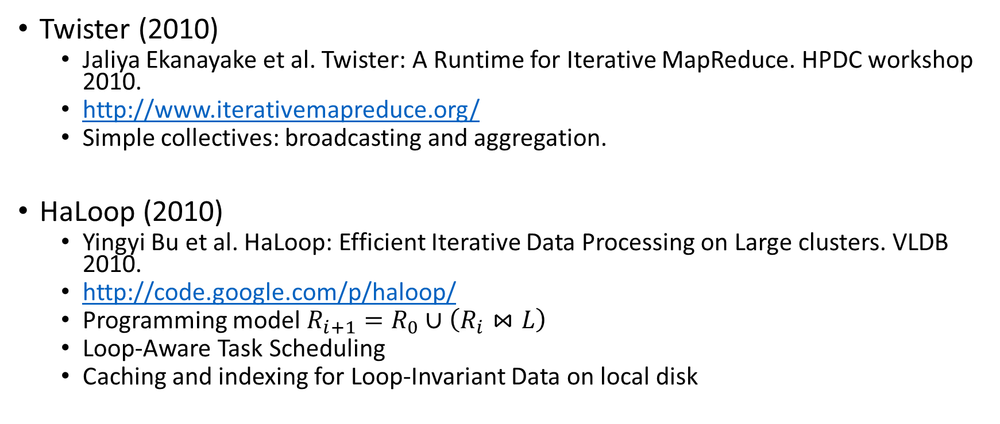 • Twister (2010)
• Jaliya Ekanayake et al. Twister: A Runtime for Iterative MapReduce. HPDC workshop
2010.
• http://www.iterativemapreduce.org/
• Simple collectives: broadcasting and aggregation.
• HaLoop (2010)
• Yingyi Bu et al. HaLoop: Efficient Iterative Data Processing on Large clusters. VLDB
2010.
• http://code.google.com/p/haloop/
• Programming model $R_{i+1} = R_0 \cup (R_i \bowtie L)$
• Loop-Aware Task Scheduling
• Caching and indexing for Loop-Invariant Data on local disk